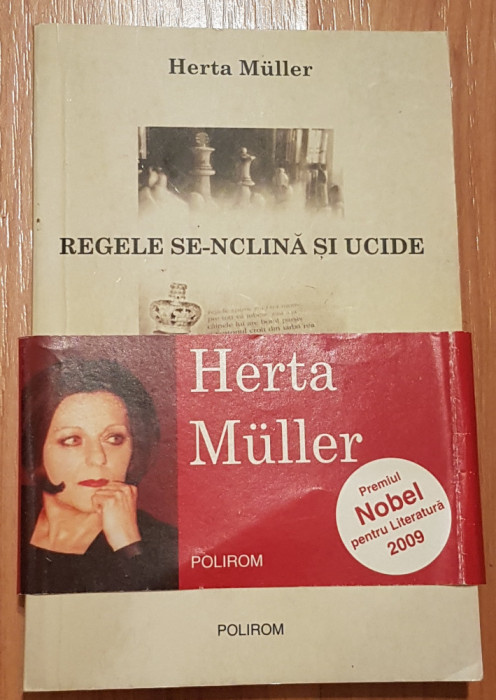 Herta Müller
REGELE SE-NCLINĂ ȘI UCIDE
Herta
Müller
Premiul
Nobel
pentru Literatură
2009
POLIROM
POLIROM